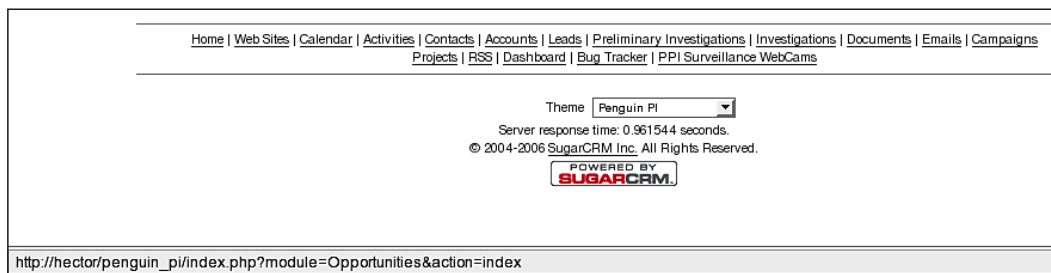 Home | Web Sites | Calendar | Activities | Contacts | Accounts | Leads | Preliminary Investigations | Investigations | Documents | Emails | Campaigns
Projects | RSS | Dashboard | Bug Tracker | PPI Surveillance WebCams
Theme Penguin PI
Server response time: 0.961544 seconds.
© 2004-2006 SugarCRM Inc. All Rights Reserved.
POWERED BY
SUGARCRM.
http://hector/penguin_pi/index.php?module=Opportunities&action=index